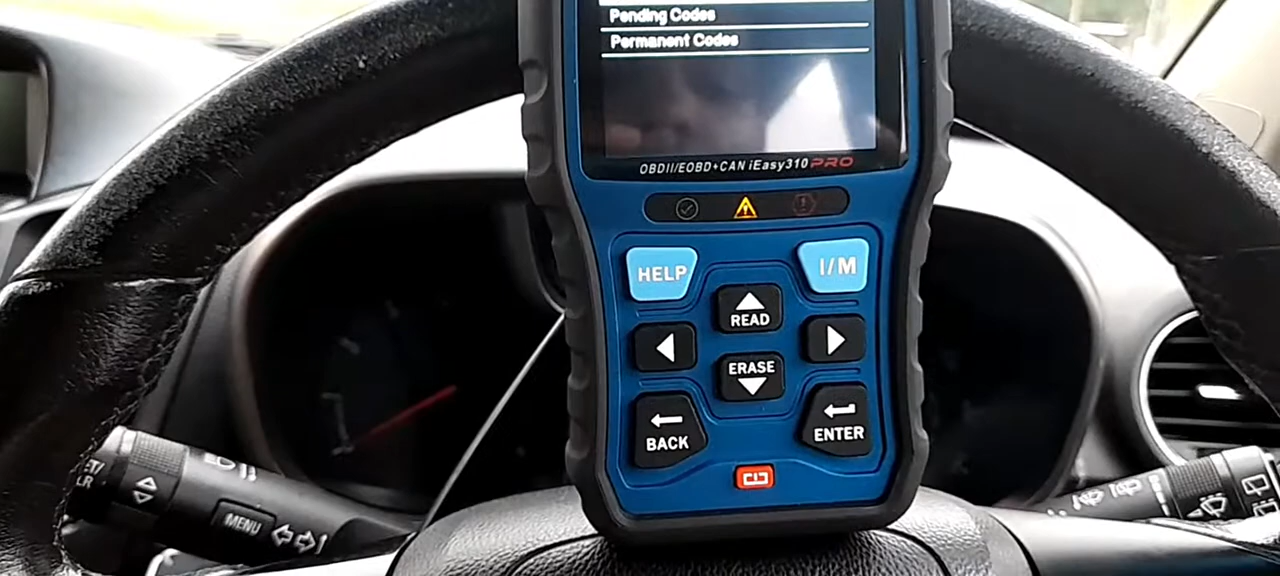 Pending Codes
Permanent Codes
OBDII/EOBD+CAN iEasy310 PRO
HELP
I/M
READ
ERASE
BACK
ENTER
MENU